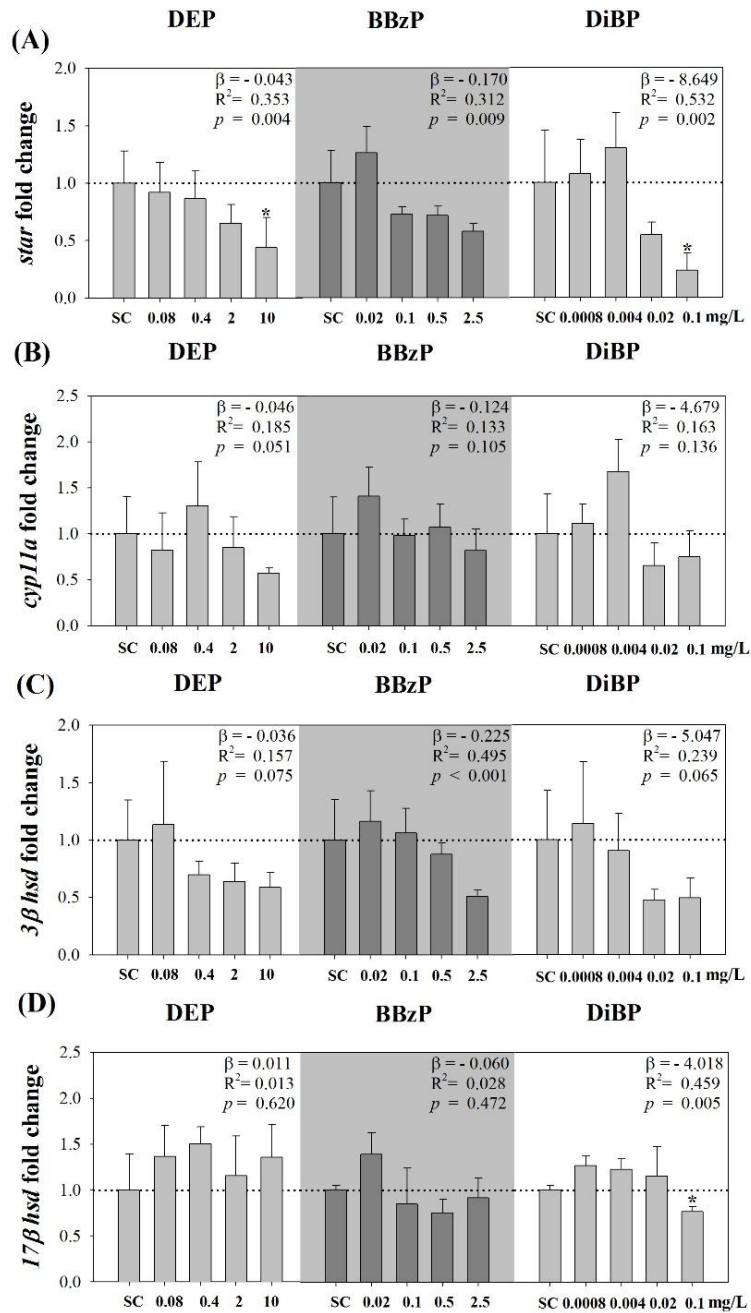 DEP BBzP DiBP
(A)
β = - 0.043 β = - 0.170 β = - 8.649
R²= 0.353 R²= 0.312 R²= 0.532
p = 0.004 p = 0.009 p = 0.002
2.0
1.5
1.0
0.5
0.0
star fold change
* *
SC 0.08 0.4 2 10 SC 0.02 0.1 0.5 2.5 SC 0.0008 0.004 0.02 0.1 mg/L
(B)
DEP BBzP DiBP
β = - 0.046 β = - 0.124 β = - 4.679
R²= 0.185 R²= 0.133 R²= 0.163
p = 0.051 p = 0.105 p = 0.136
2.5
2.0
1.5
1.0
0.5
0.0
cyp11a fold change
SC 0.08 0.4 2 10 SC 0.02 0.1 0.5 2.5 SC 0.0008 0.004 0.02 0.1 mg/L
(C)
DEP BBzP DiBP
β = - 0.036 β = - 0.225 β = - 5.047
R²= 0.157 R²= 0.495 R²= 0.239
p = 0.075 p < 0.001 p = 0.065
2.0
1.5
1.0
0.5
0.0
3β hsd fold change
SC 0.08 0.4 2 10 SC 0.02 0.1 0.5 2.5 SC 0.0008 0.004 0.02 0.1 mg/L
(D)
DEP BBzP DiBP
β = 0.011 β = - 0.060 β = - 4.018
R²= 0.013 R²= 0.028 R²= 0.459
p = 0.620 p = 0.472 p = 0.005
2.5
2.0
1.5
1.0
0.5
0.0
17β hsd fold change
*
SC 0.08 0.4 2 10 SC 0.02 0.1 0.5 2.5 SC 0.0008 0.004 0.02 0.1 mg/L